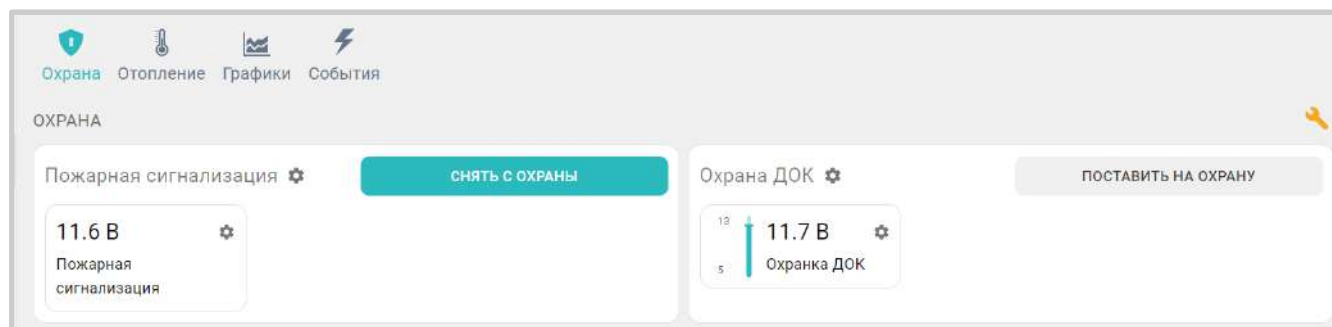 Охрана Отопление Графики События
ОХРАНА
Пожарная сигнализация СНЯТЬ С ОХРАНЫ
11.6 В
Пожарная
сигнализация
Охрана ДОК ПОСТАВИТЬ НА ОХРАНУ
13
11.7 В
5
Охранка ДОК